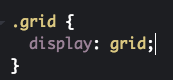 .grid {
  display: grid;
}